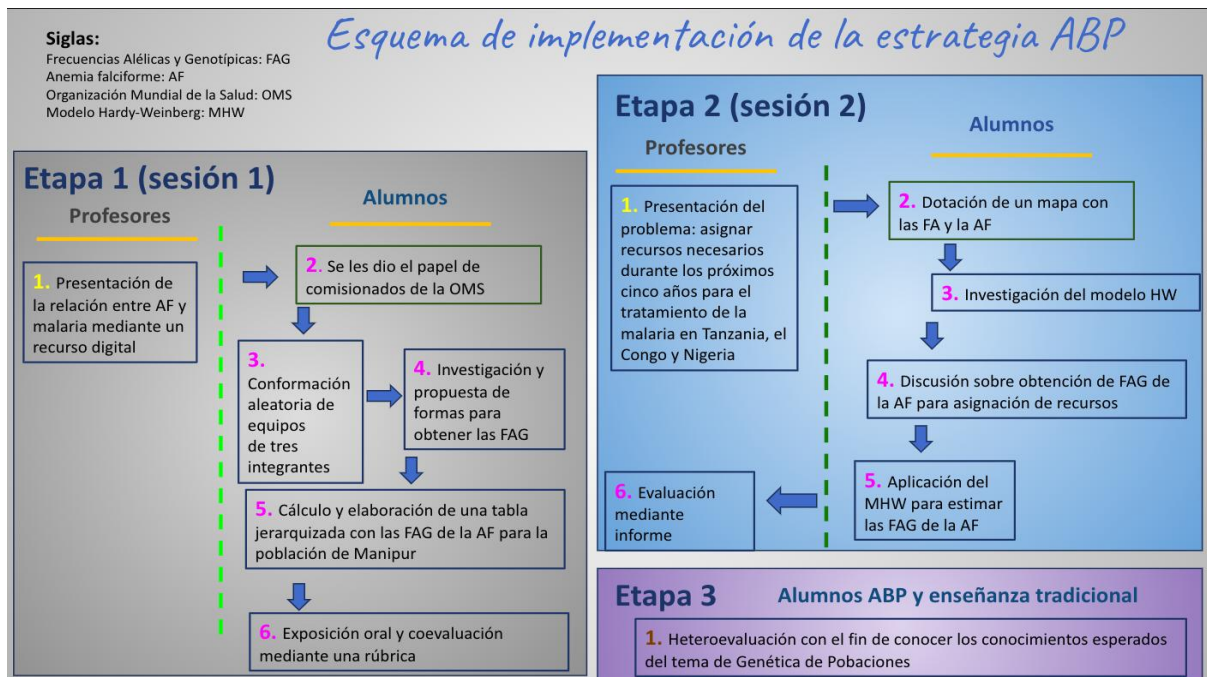 Esquema de implementación de la estrategia ABP
Siglas:
Frecuencias Alélicas y Genotípicas: FAG
Anemia falciforme: AF
Organización Mundial de la Salud: OMS
Modelo Hardy-Weinberg: MHW
Etapa 1 (sesión 1)
Profesores
Alumnos
1. Presentación de
la relación entre AF y
malaria mediante un
recurso digital
2. Se les dio el papel de
comisionados de la OMS
3.
Conformación
aleatoria de
equipos
de tres
integrantes
4. Investigación y
propuesta de
formas para
obtener las FAG
5. Cálculo y elaboración de una tabla
jerarquizada con las FAG de la AF para la
población de Manipur
6. Exposición oral y coevaluación
mediante una rúbrica
Etapa 2 (sesión 2)
Profesores
Alumnos
1. Presentación del
problema: asignar
recursos necesarios
durante los próximos
cinco años para el
tratamiento de la
malaria en Tanzania, el
Congo y Nigeria
2. Dotación de un mapa con
las FA y la AF
3. Investigación del modelo HW
4. Discusión sobre obtención de FAG de
la AF para asignación de recursos
5. Aplicación del
MHW para estimar
las FAG de la AF
6. Evaluación
mediante
informe
Etapa 3
Alumnos ABP y enseñanza tradicional
1. Heteroevaluación con el fin de conocer los conocimientos esperados
del tema de Genética de Pobaciones